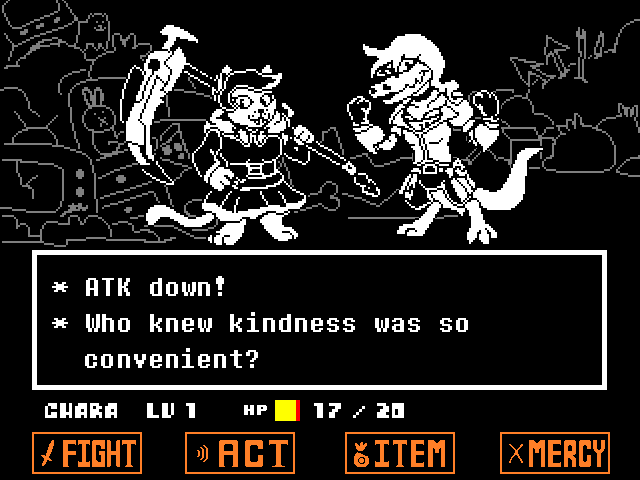 * ATK down!
* Who knew kindness was so
convenient?
CHARA LV 1 HP 17 / 20
FIGHT ACT ITEM MERCY